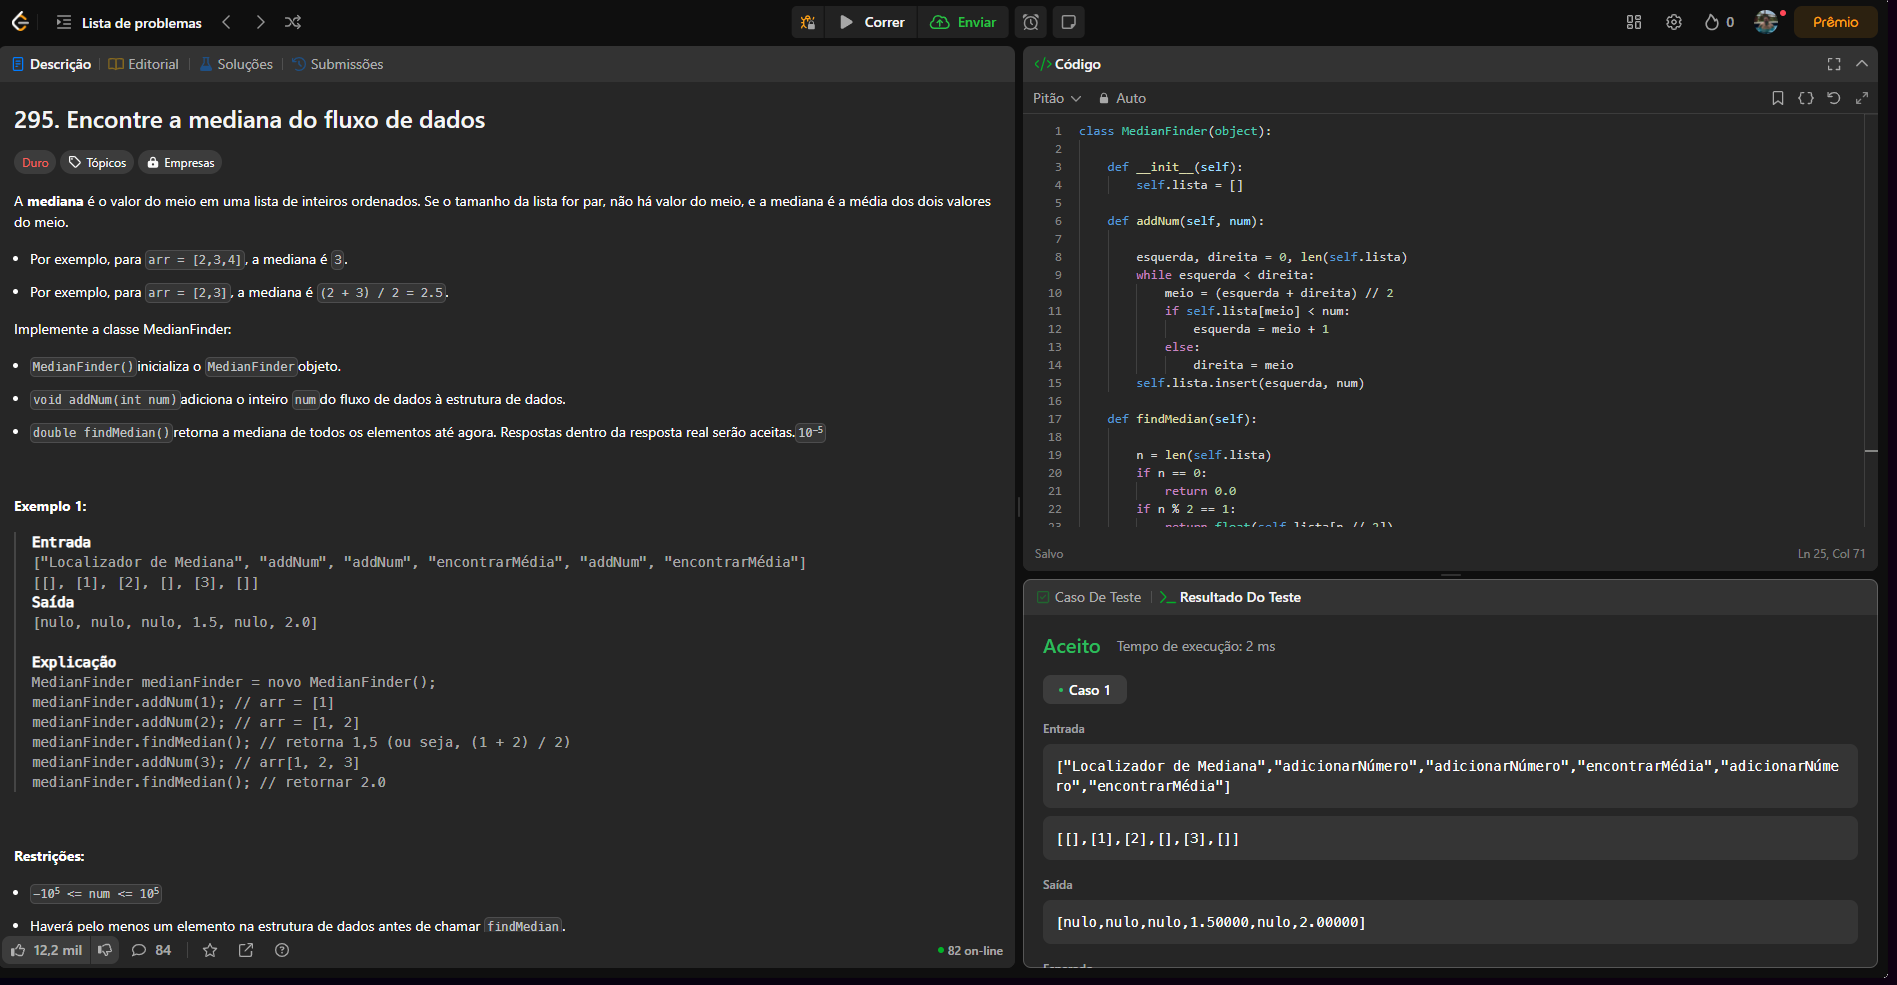 Lista de problemas
Correr
Enviar
0
Prêmio
Descrição
Editorial
Soluções
Submissões
295. Encontre a mediana do fluxo de dados
Duro
Tópicos
Empresas
A mediana é o valor do meio em uma lista de inteiros ordenados. Se o tamanho da lista for par, não há valor do meio, e a mediana é a média dos dois valores
do meio.
Por exemplo, para arr = [2,3,4], a mediana é 3.
Por exemplo, para arr = [2,3], a mediana é (2 + 3) / 2 = 2.5.
Implemente a classe MedianFinder:
MedianFinder()inicializa o MedianFinder objeto.
void addNum(int num)adiciona o inteiro num do fluxo de dados à estrutura de dados.
double findMedian()retorna a mediana de todos os elementos até agora. Respostas dentro da resposta real serão aceitas.10⁻⁵
Exemplo 1:
Entrada
["Localizador de Mediana", "addNum", "addNum", "encontrarMédia", "addNum", "encontrarMédia"]
[[], [1], [2], [], [3], []]
Saída
[nulo, nulo, nulo, 1.5, nulo, 2.0]
Explicação
MedianFinder medianFinder = novo MedianFinder();
medianFinder.addNum(1); // arr = [1]
medianFinder.addNum(2); // arr = [1, 2]
medianFinder.findMedian(); // retorna 1,5 (ou seja, (1 + 2) / 2)
medianFinder.addNum(3); // arr[1, 2, 3]
medianFinder.findMedian(); // retornar 2.0
Restrições:
−10⁵ <= num <= 10⁵
Haverá pelo menos um elemento na estrutura de dados antes de chamar findMedian.
12,2 mil
84
82 on-line
</> Código
Pitão
Auto
1 class MedianFinder(object):
2
3 def __init__(self):
4 self.lista = []
5
6 def addNum(self, num):
7
8 esquerda, direita = 0, len(self.lista)
9 while esquerda < direita:
10 meio = (esquerda + direita) // 2
11 if self.lista[meio] < num:
12 esquerda = meio + 1
13 else:
14 direita = meio
15 self.lista.insert(esquerda, num)
16
17 def findMedian(self):
18
19 n = len(self.lista)
20 if n == 0:
21 return 0.0
22 if n % 2 == 1:
23 return float(self.lista[n // 2])
Salvo
Ln 25, Col 71
Caso De Teste
Resultado Do Teste
Aceito
Tempo de execução: 2 ms
Caso 1
Entrada
["Localizador de Mediana","adicionarNúmero","adicionarNúmero","encontrarMédia","adicionarNúme
ro","encontrarMédia"]
[[],[1],[2],[],[3],[]]
Saída
[nulo,nulo,nulo,1.50000,nulo,2.00000]